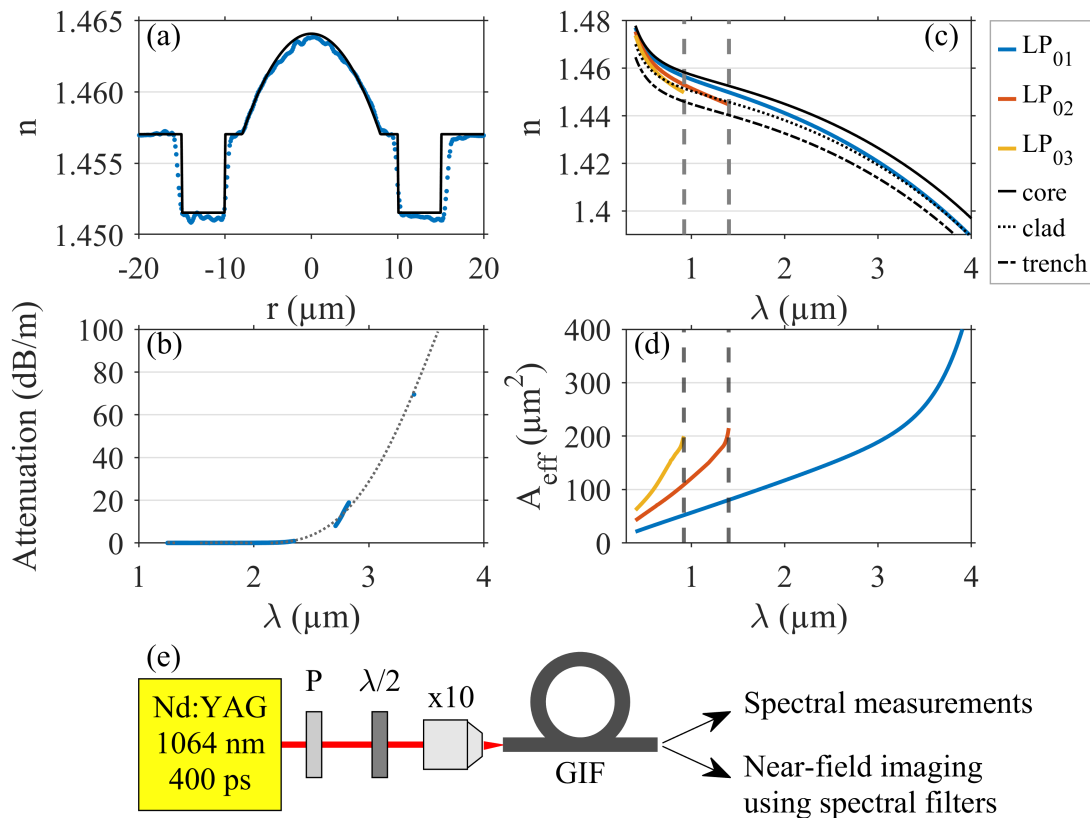 (a)
n
1.465
1.460
1.455
1.450
-20 -10 0 10 20
r (µm)
(c)
n
1.48
1.46
1.44
1.42
1.4
1 2 3 4
λ (µm)
LP01
LP02
LP03
core
clad
trench
(b)
Attenuation (dB/m)
100
80
60
40
20
0
1 2 3 4
λ (µm)
(d)
Aeff (µm²)
400
300
200
100
0
1 2 3 4
λ (µm)
(e)
Nd:YAG
1064 nm
400 ps
P
λ/2
x10
GIF
Spectral measurements
Near-field imaging
using spectral filters